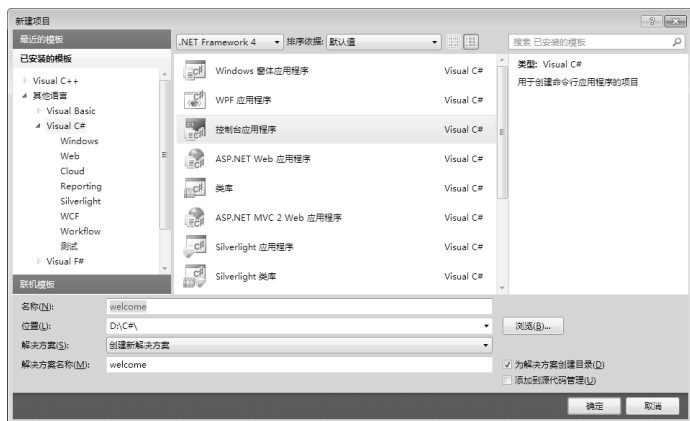 新建项目
最近的模板
.NET Framework 4 排序依据: 默认值 搜索 已安装的模板
已安装的模板
Visual C++
其他语言
Visual Basic
Visual C#
Windows
Web
Cloud
Reporting
Silverlight
WCF
Workflow
测试
Visual F#
联机模板
Windows 窗体应用程序 Visual C#
WPF 应用程序 Visual C#
控制台应用程序 Visual C#
ASP.NET Web 应用程序 Visual C#
类库 Visual C#
ASP.NET MVC 2 Web 应用程序 Visual C#
Silverlight 应用程序 Visual C#
Silverlight 类库 Visual C#
类型: Visual C#
用于创建命令行应用程序的项目
名称(N): welcome
位置(L): D:\C#\ 浏览(B)...
解决方案(S): 创建新解决方案
解决方案名称(M): welcome 为解决方案创建目录(D)
添加到源代码管理(U)
确定 取消